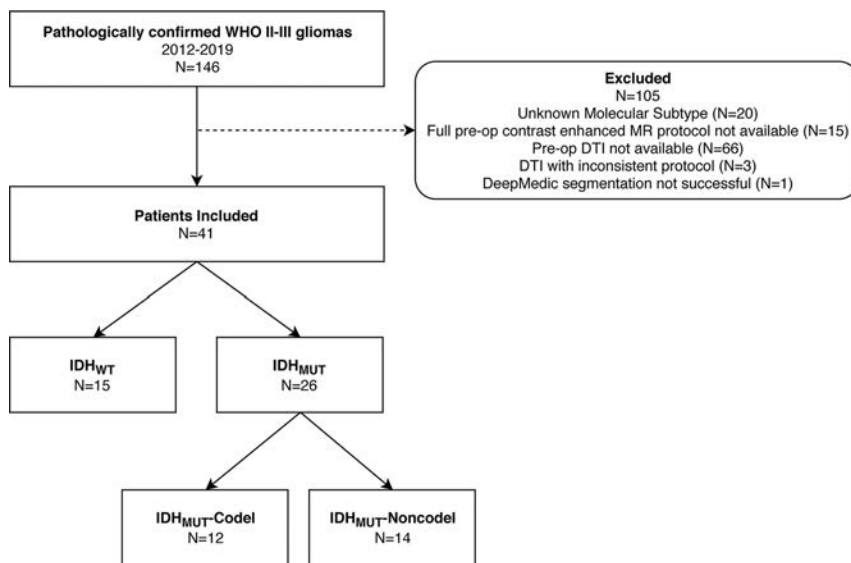 Pathologically confirmed WHO II-III gliomas
2012-2019
N=146
Excluded
N=105
Unknown Molecular Subtype (N=20)
Full pre-op contrast enhanced MR protocol not available (N=15)
Pre-op DTI not available (N=66)
DTI with inconsistent protocol (N=3)
DeepMedic segmentation not successful (N=1)
Patients Included
N=41
IDHWT
N=15
IDHMUT
N=26
IDHMUT-Codel
N=12
IDHMUT-Noncodel
N=14